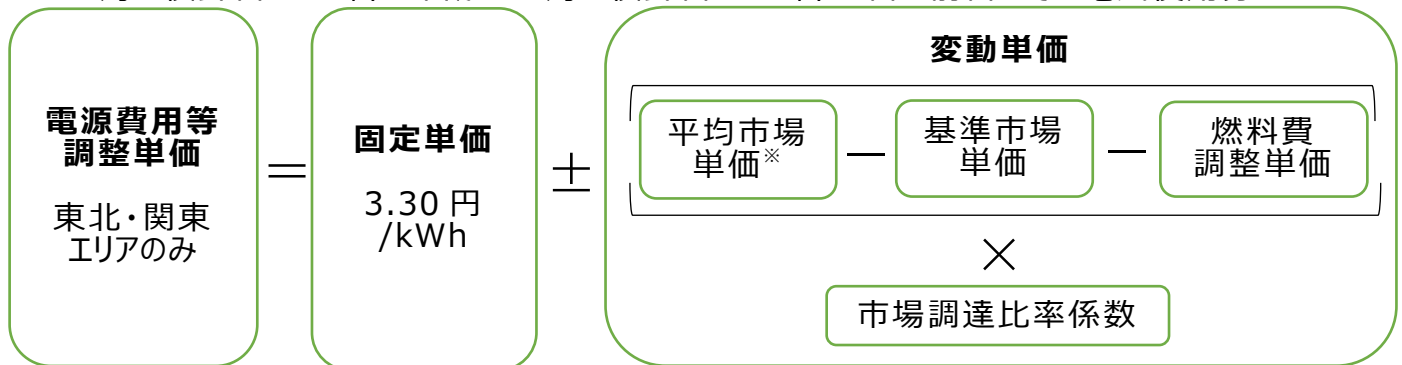 電源費用等
調整単価
東北・関東
エリアのみ
＝
固定単価
3.30 円
/kWh
±
変動単価
平均市場
単価※
―
基準市場
単価
―
燃料費
調整単価
×
市場調達比率係数